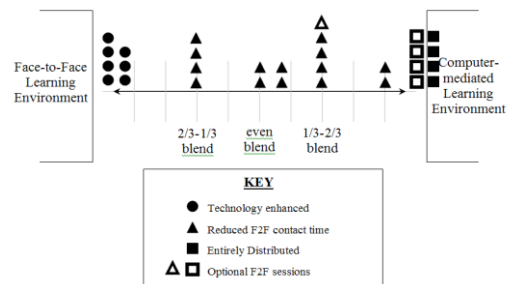 Face-to-Face
Learning
Environment
Computer-
mediated
Learning
Environment
2/3-1/3
blend
even
blend
1/3-2/3
blend
KEY
Technology enhanced
Reduced F2F contact time
Entirely Distributed
Optional F2F sessions